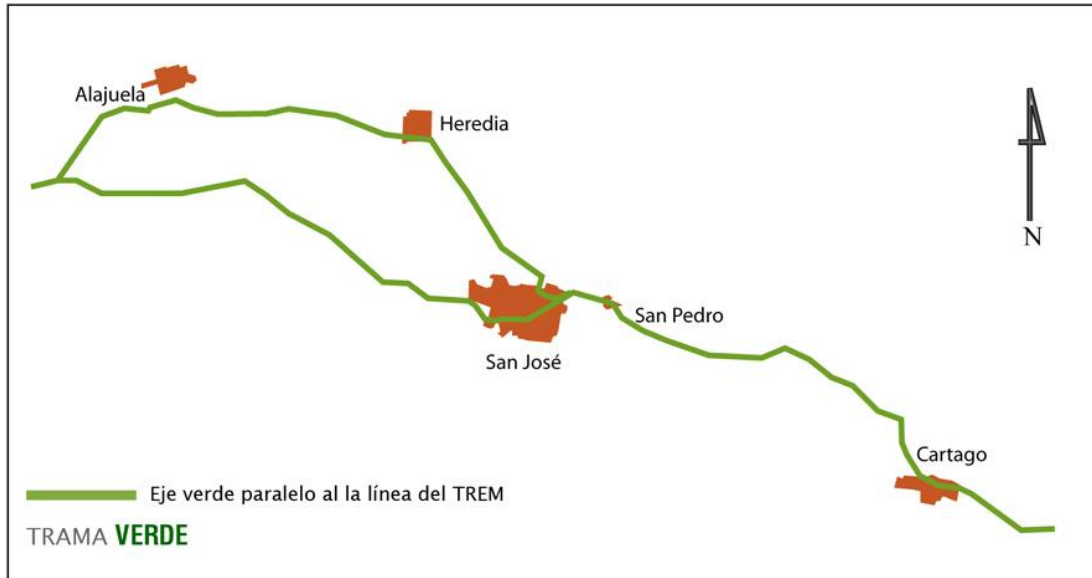 Alajuela
Heredia
N
San Pedro
San José
Cartago
Eje verde paralelo al la línea del TREM
TRAMA VERDE